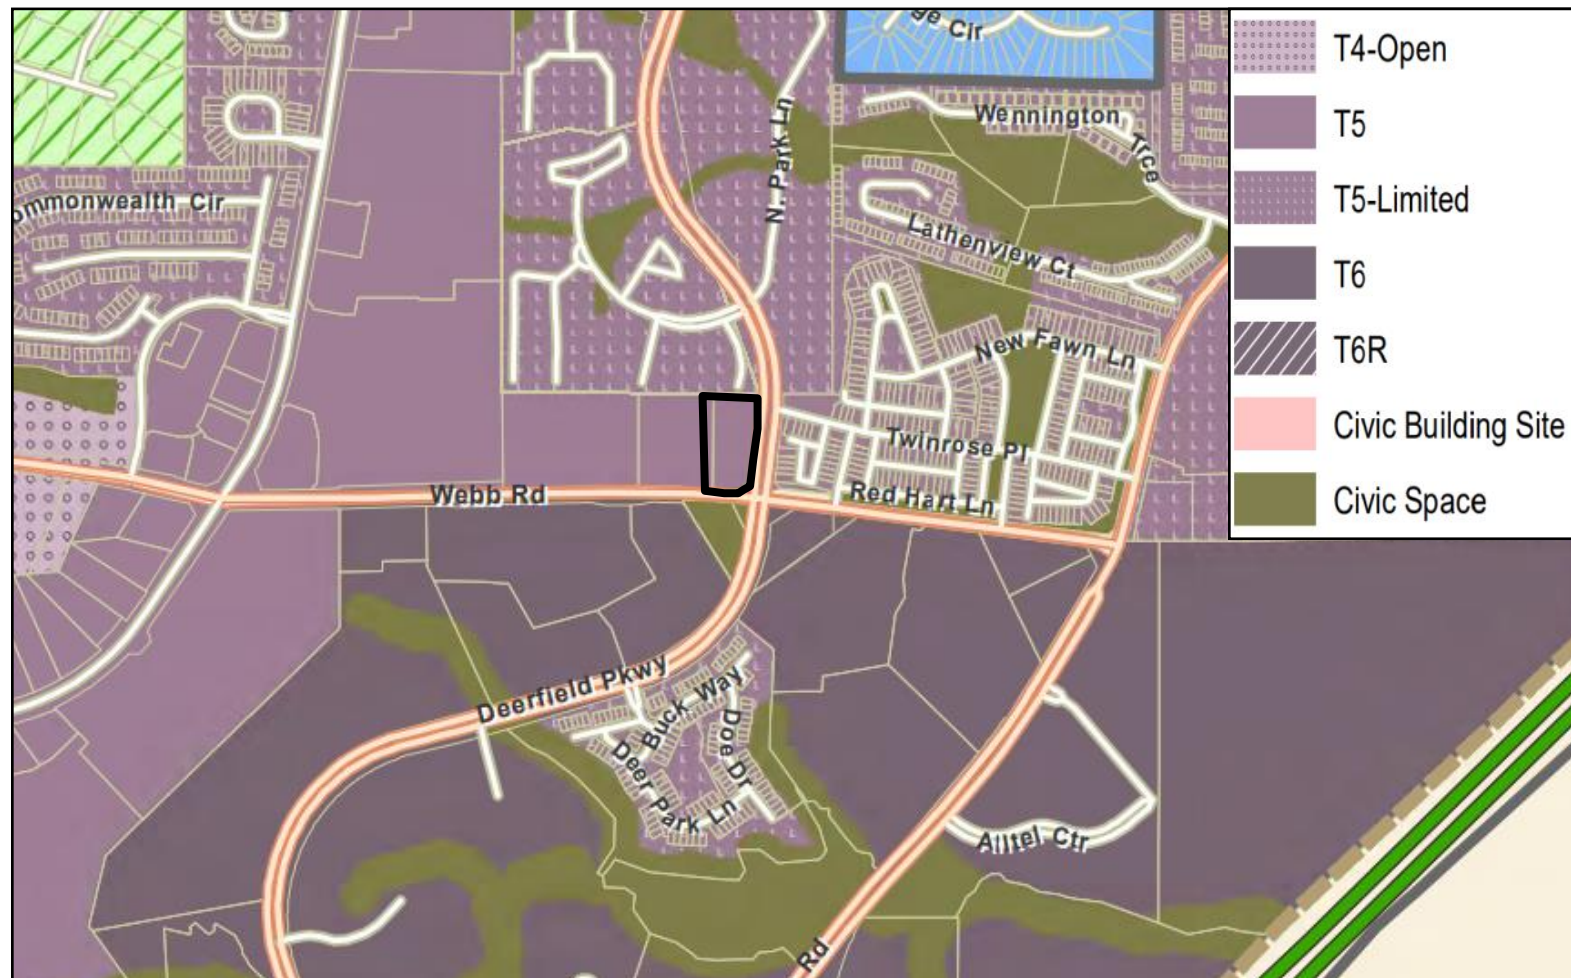 ge Cir
Wennington
Trce
N. Park Ln
ommonwealth Cir
Lathenview Ct
New Fawn Ln
Twinrose Pl
Webb Rd
Red Hart Ln
Deerfield Pkwy
Buck Way
Doe Dr
Deer Park Ln
Alltel Ctr
Rd
T4-Open
T5
T5-Limited
T6
T6R
Civic Building Site
Civic Space